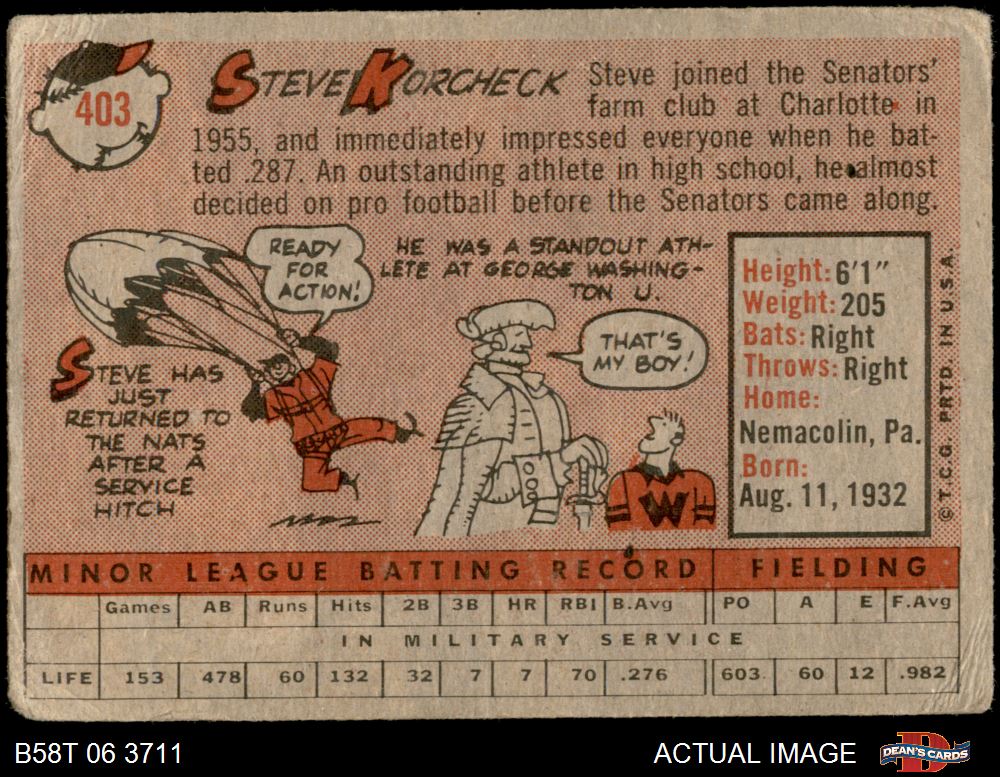 403
STEVE KORCHECK
Steve joined the Senators'
farm club at Charlotte in
1955, and immediately impressed everyone when he bat-
ted .287. An outstanding athlete in high school, he almost
decided on pro football before the Senators came along.
READY
FOR
ACTION!
STEVE HAS
JUST
RETURNED TO
THE NATS
AFTER A
SERVICE
HITCH
HE WAS A STANDOUT ATH-
LETE AT GEORGE WASHING-
TON U.
THAT'S
MY BOY!
W
Height: 6'1"
Weight: 205
Bats: Right
Throws: Right
Home:
Nemacolin, Pa.
Born:
Aug. 11, 1932
© T.C.G. PRTD. IN U.S.A.
MINOR LEAGUE BATTING RECORD FIELDING
Games AB Runs Hits 2B 3B HR RBI B.Avg PO A E F.Avg
IN MILITARY SERVICE
LIFE 153 478 60 132 32 7 7 70 .276 603 60 12 .982
B58T 06 3711 ACTUAL IMAGE DEAN'S CARDS